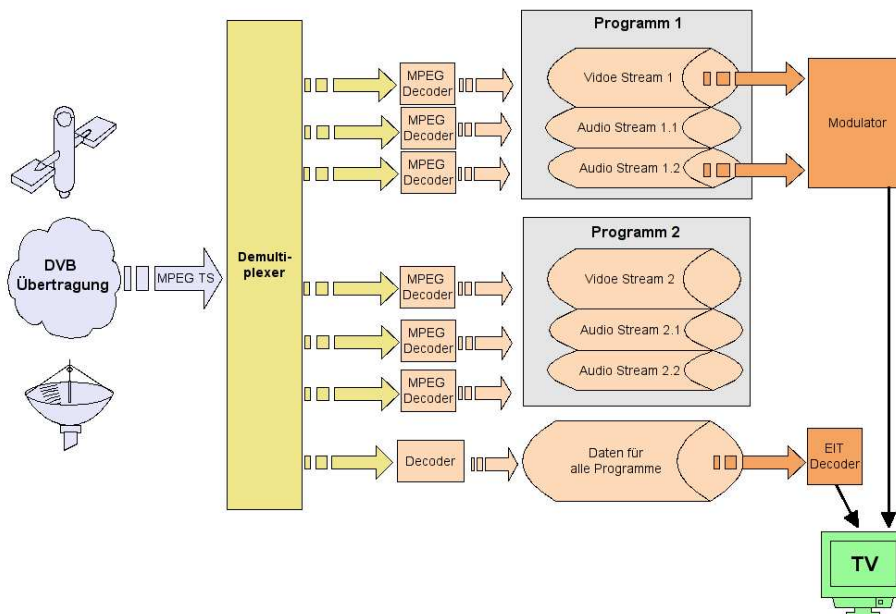 Programm 1
MPEG
Decoder
Vidoe Stream 1
MPEG
Decoder
Audio Stream 1.1
Modulator
MPEG
Decoder
Audio Stream 1.2
DVB
Übertragung
MPEG TS
Demulti-
plexer
Programm 2
MPEG
Decoder
Vidoe Stream 2
MPEG
Decoder
Audio Stream 2.1
MPEG
Decoder
Audio Stream 2.2
Decoder
Daten für
alle Programme
EIT
Decoder
TV